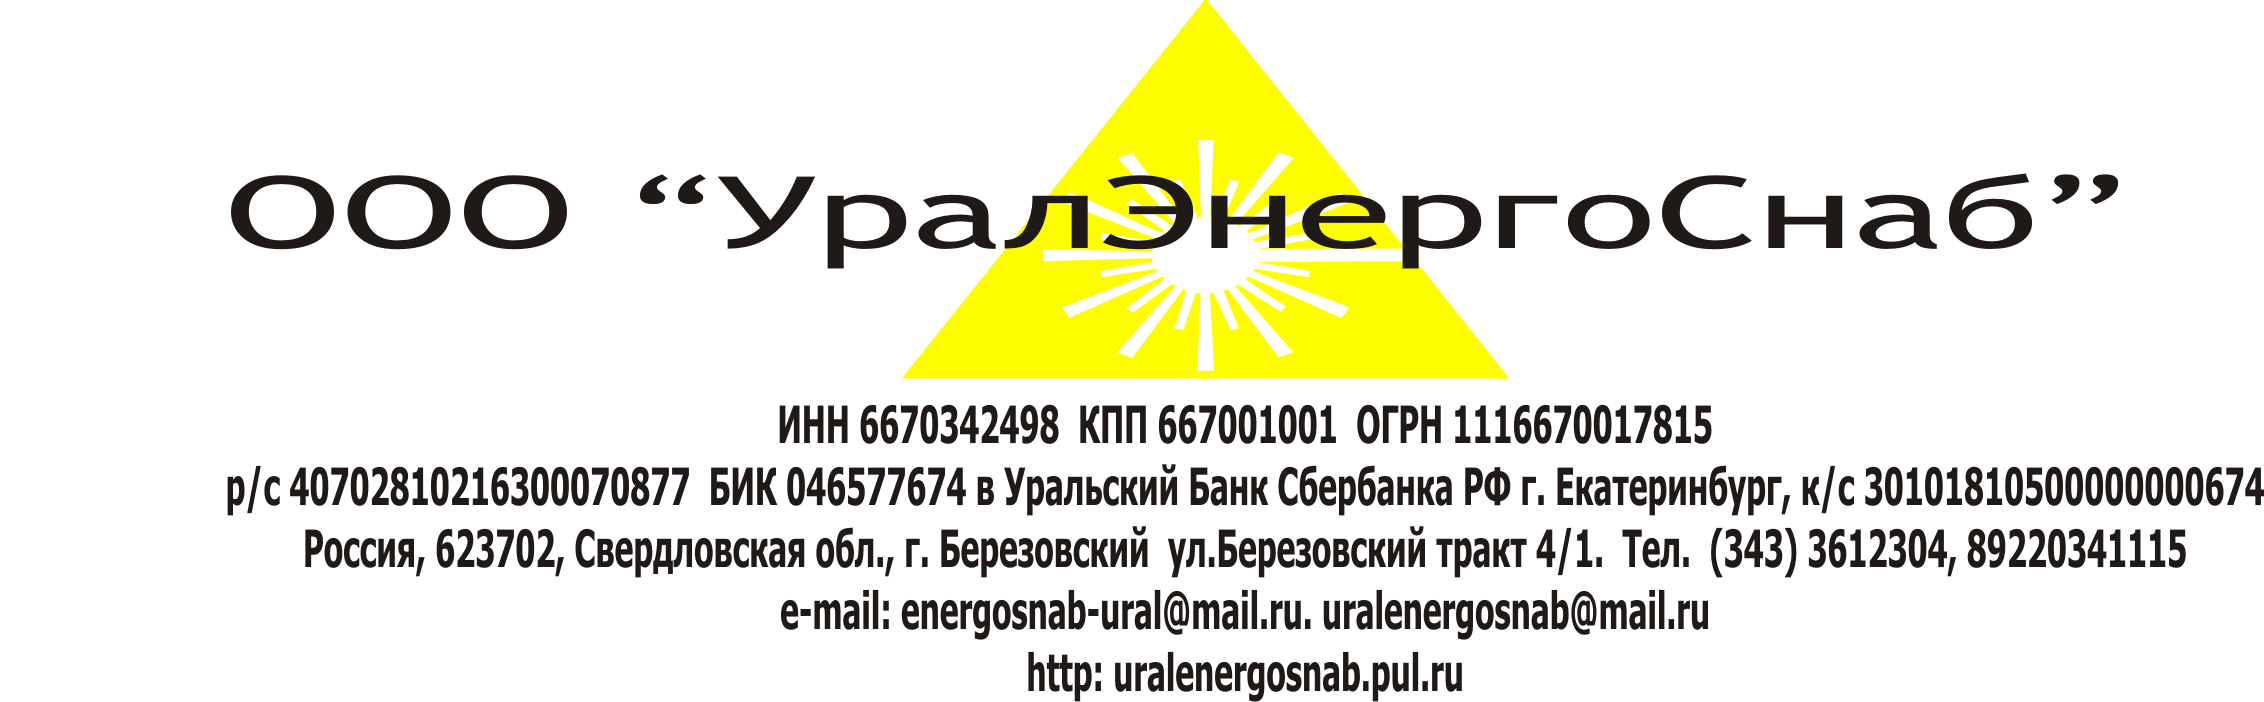 ООО “УралЭнергоСнаб”
ИНН 6670342498 КПП 667001001 ОГРН 1116670017815
р/с 40702810216300070877 БИК 046577674 в Уральский Банк Сбербанка РФ г. Екатеринбург, к/с 30101810500000000674
Россия, 623702, Свердловская обл., г. Березовский ул.Березовский тракт 4/1. Тел. (343) 3612304, 89220341115
e-mail: energosnab-ural@mail.ru. uralenergosnab@mail.ru
http: uralenergosnab.pul.ru